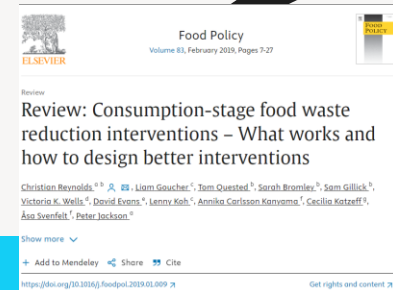 ELSEVIER
Food Policy
Volume 83, February 2019, Pages 7-27
FOOD
POLICY
Review
Review: Consumption-stage food waste
reduction interventions – What works and
how to design better interventions
Christian Reynolds a b, Liam Goucher c, Tom Quested b, Sarah Bromley b, Sam Gillick b,
Victoria K. Wells d, David Evans e, Lenny Koh c, Annika Carlsson Kanyama f, Cecilia Katzeff g,
Åsa Svenfelt f, Peter Jackson a
Show more
+ Add to Mendeley Share Cite
https://doi.org/10.1016/j.foodpol.2019.01.009
Get rights and content